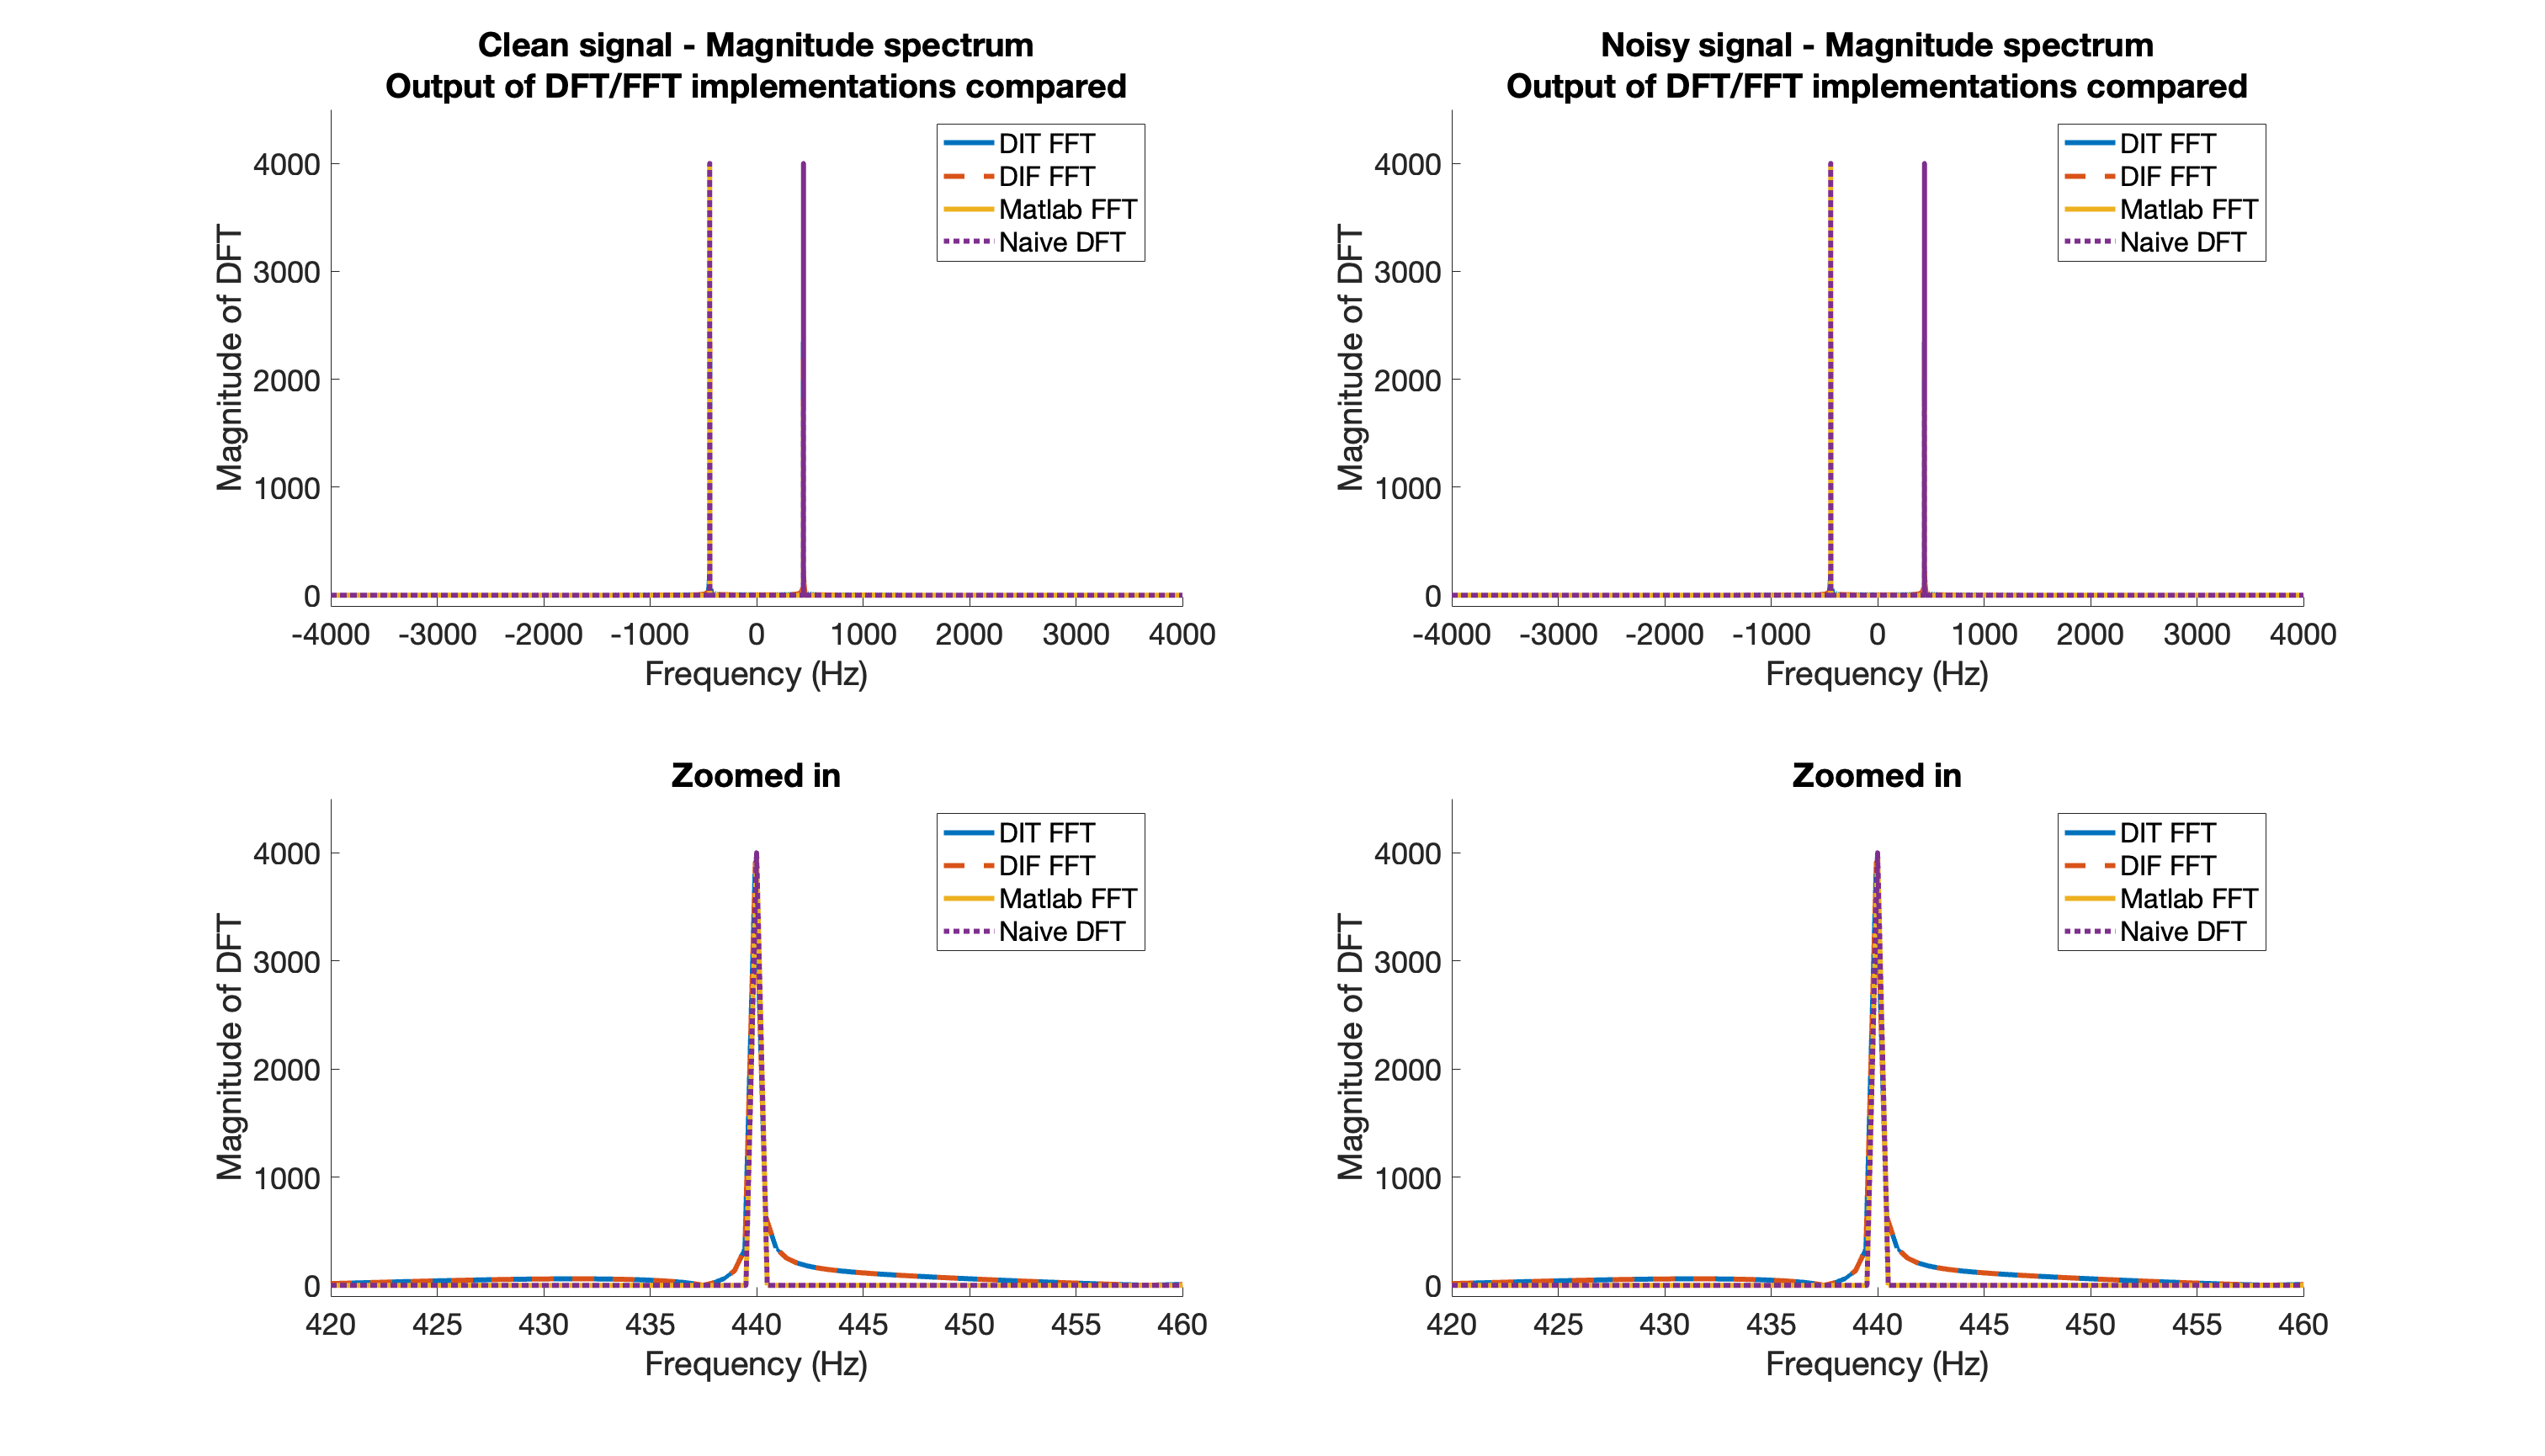 Clean signal - Magnitude spectrum
Output of DFT/FFT implementations compared
Magnitude of DFT
4000
3000
2000
1000
0
DIT FFT
DIF FFT
Matlab FFT
Naive DFT
-4000 -3000 -2000 -1000 0 1000 2000 3000 4000
Frequency (Hz)
Noisy signal - Magnitude spectrum
Output of DFT/FFT implementations compared
Magnitude of DFT
4000
3000
2000
1000
0
DIT FFT
DIF FFT
Matlab FFT
Naive DFT
-4000 -3000 -2000 -1000 0 1000 2000 3000 4000
Frequency (Hz)
Zoomed in
Magnitude of DFT
4000
3000
2000
1000
0
DIT FFT
DIF FFT
Matlab FFT
Naive DFT
420 425 430 435 440 445 450 455 460
Frequency (Hz)
Zoomed in
Magnitude of DFT
4000
3000
2000
1000
0
DIT FFT
DIF FFT
Matlab FFT
Naive DFT
420 425 430 435 440 445 450 455 460
Frequency (Hz)